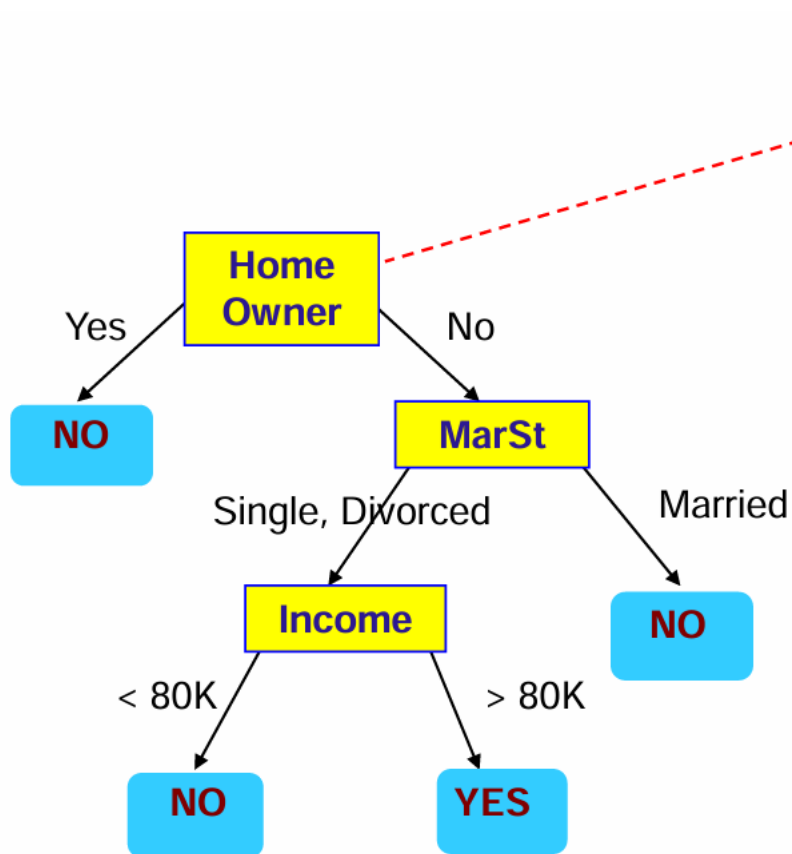 Home
Owner
Yes
No
NO
MarSt
Single, Divorced
Married
Income
NO
< 80K
> 80K
NO
YES